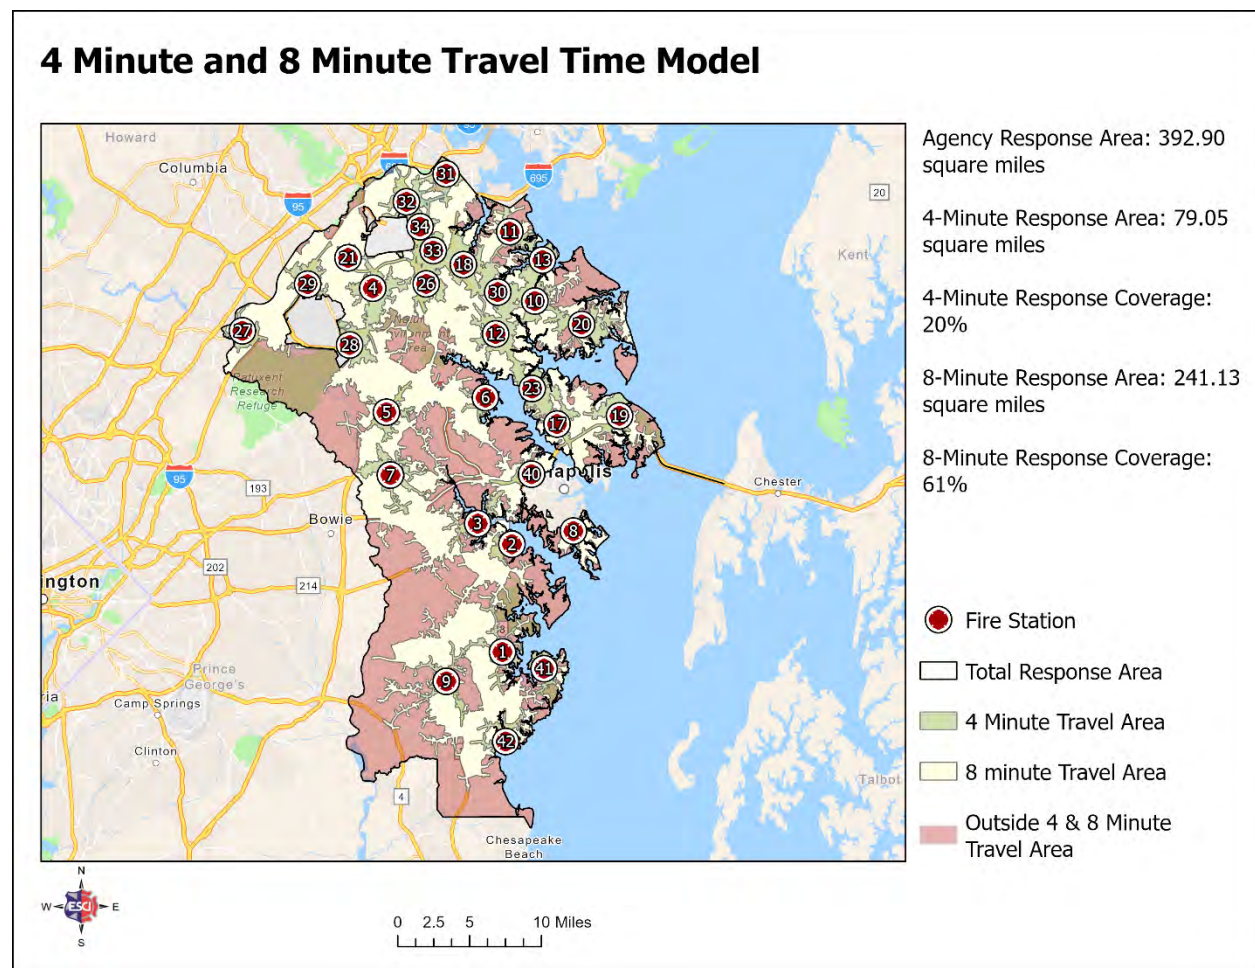 4 Minute and 8 Minute Travel Time Model
Howard
Columbia
95
695
95
20
Kent
31
32
34
11
33
21
18
13
29
4
26
30
10
27
12
20
28
Patuxent
Research
Refuge
23
6
5
19
17
7
40
napolis
193
95
Chester
Bowie
3
2
8
202
ington
214
1
41
9
Prince
George's
ria
Camp Springs
42
Clinton
4
Talbot
Chesapeake
Beach
Agency Response Area: 392.90
square miles
4-Minute Response Area: 79.05
square miles
4-Minute Response Coverage:
20%
8-Minute Response Area: 241.13
square miles
8-Minute Response Coverage:
61%
Fire Station
Total Response Area
4 Minute Travel Area
8 minute Travel Area
Outside 4 & 8 Minute
Travel Area
N
W E
S
ESCI
0 2.5 5 10 Miles